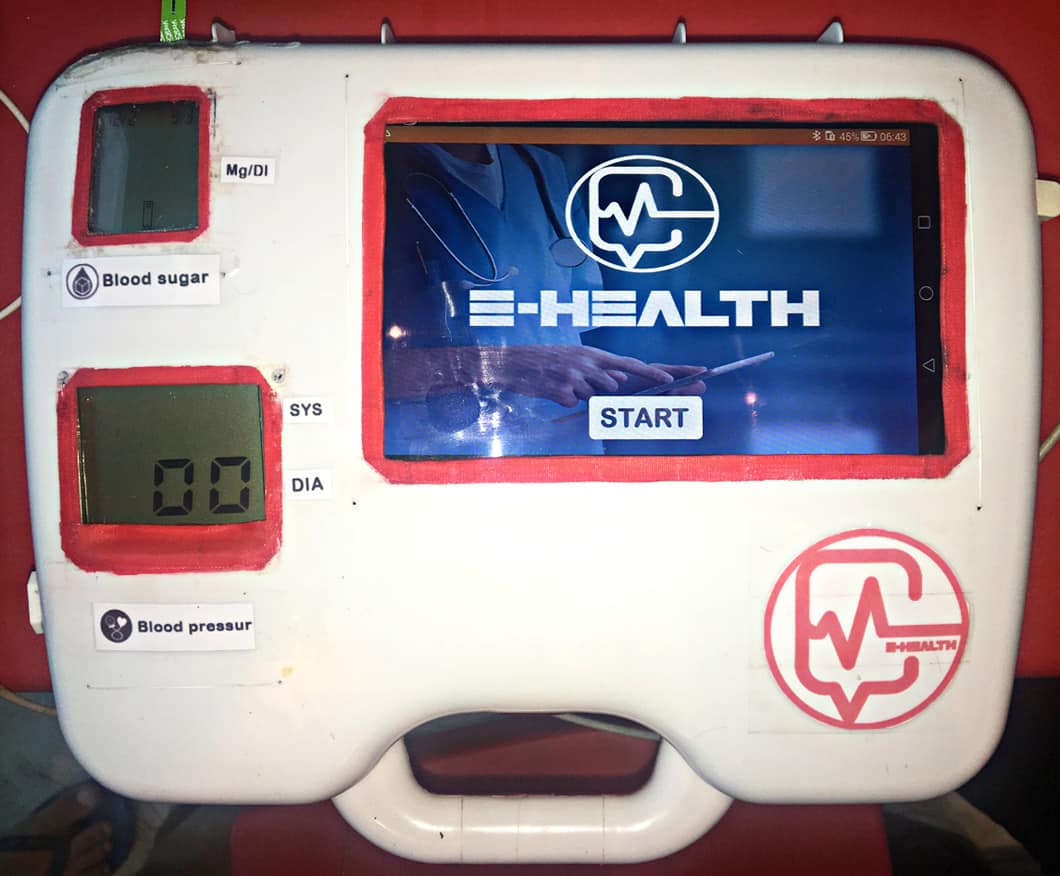 45% 06:43
Mg/Dl
Blood sugar
E-HEALTH
START
SYS
DIA
00
Blood pressur
E-HEALTH